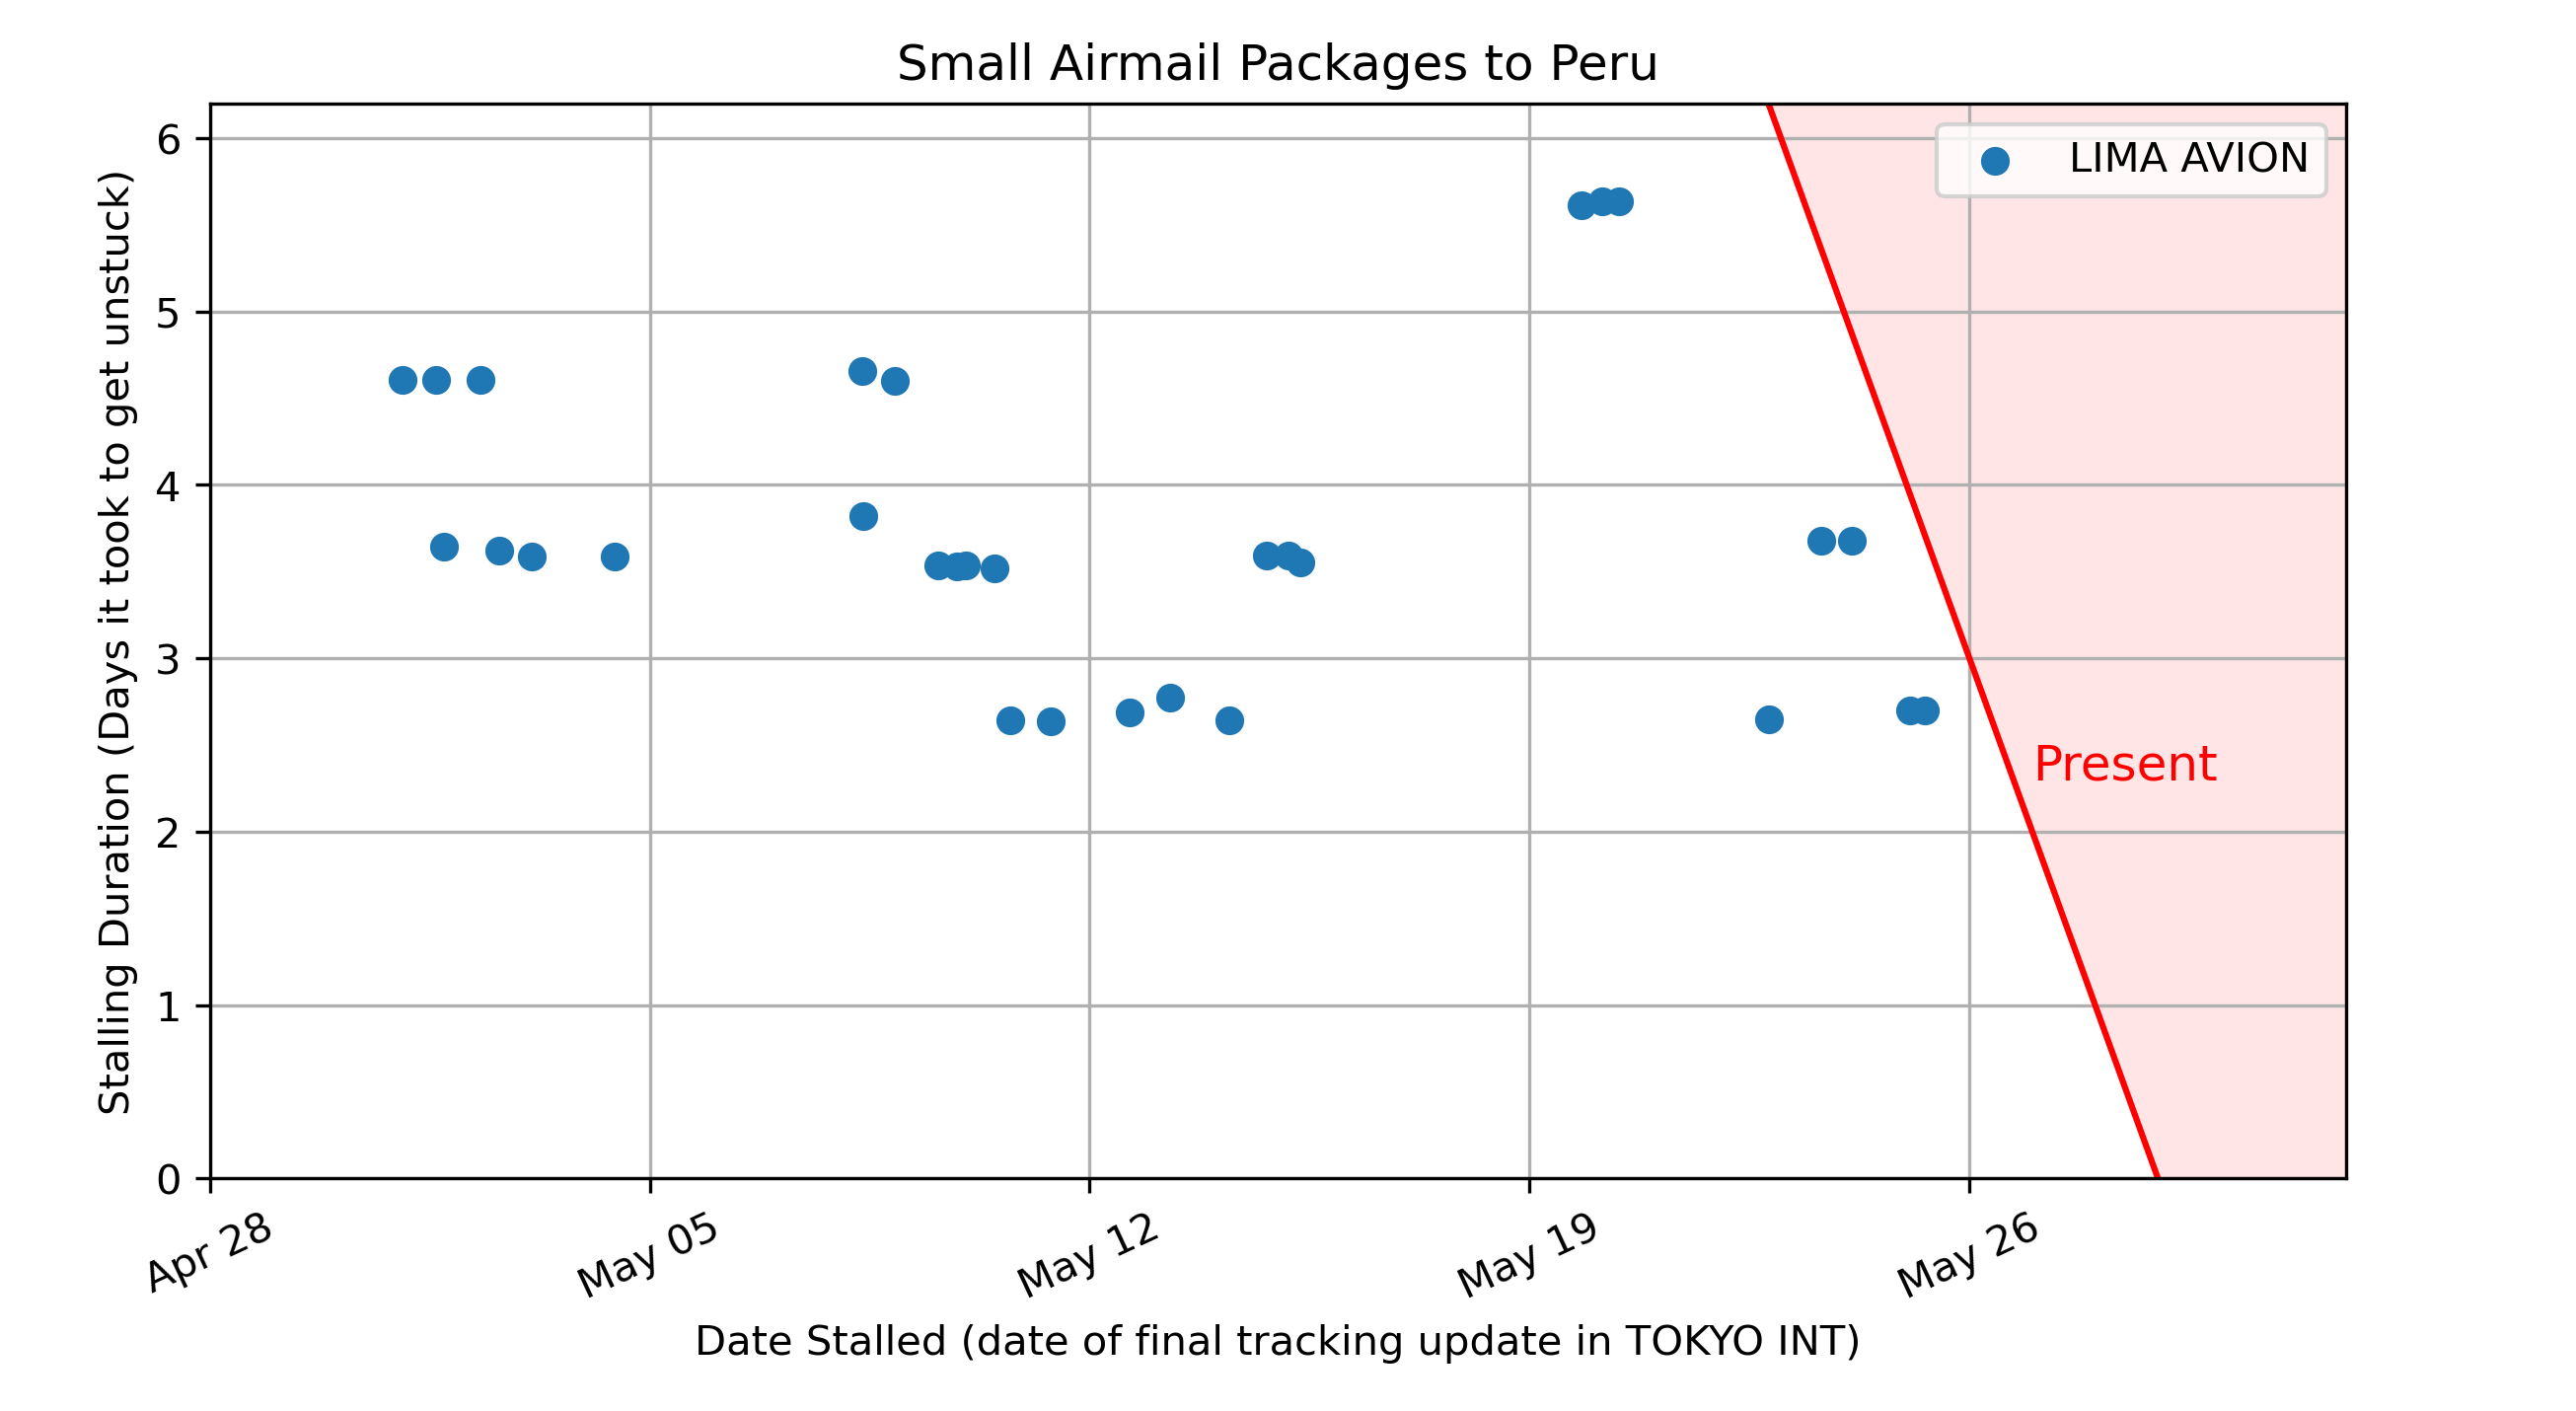 Small Airmail Packages to Peru
LIMA AVION
Stalling Duration (Days it took to get unstuck)
6
5
4
3
2
1
0
Present
Apr 28
May 05
May 12
May 19
May 26
Date Stalled (date of final tracking update in TOKYO INT)